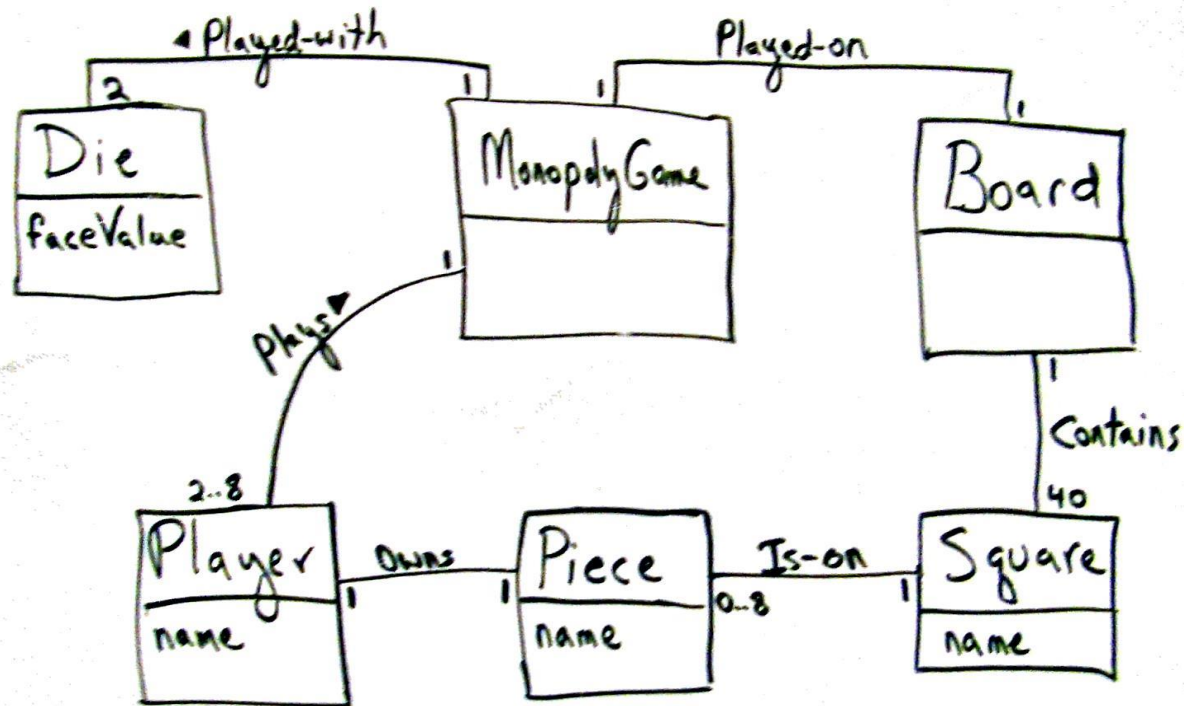 ◄ Played-with
Played-on
2
1
1
1
Die
MonopolyGame
Board
faceValue
1
Plays►
1
Contains
2..8
40
Player
Owns
Piece
Is-on
Square
1
1
0..8
1
name
name
name